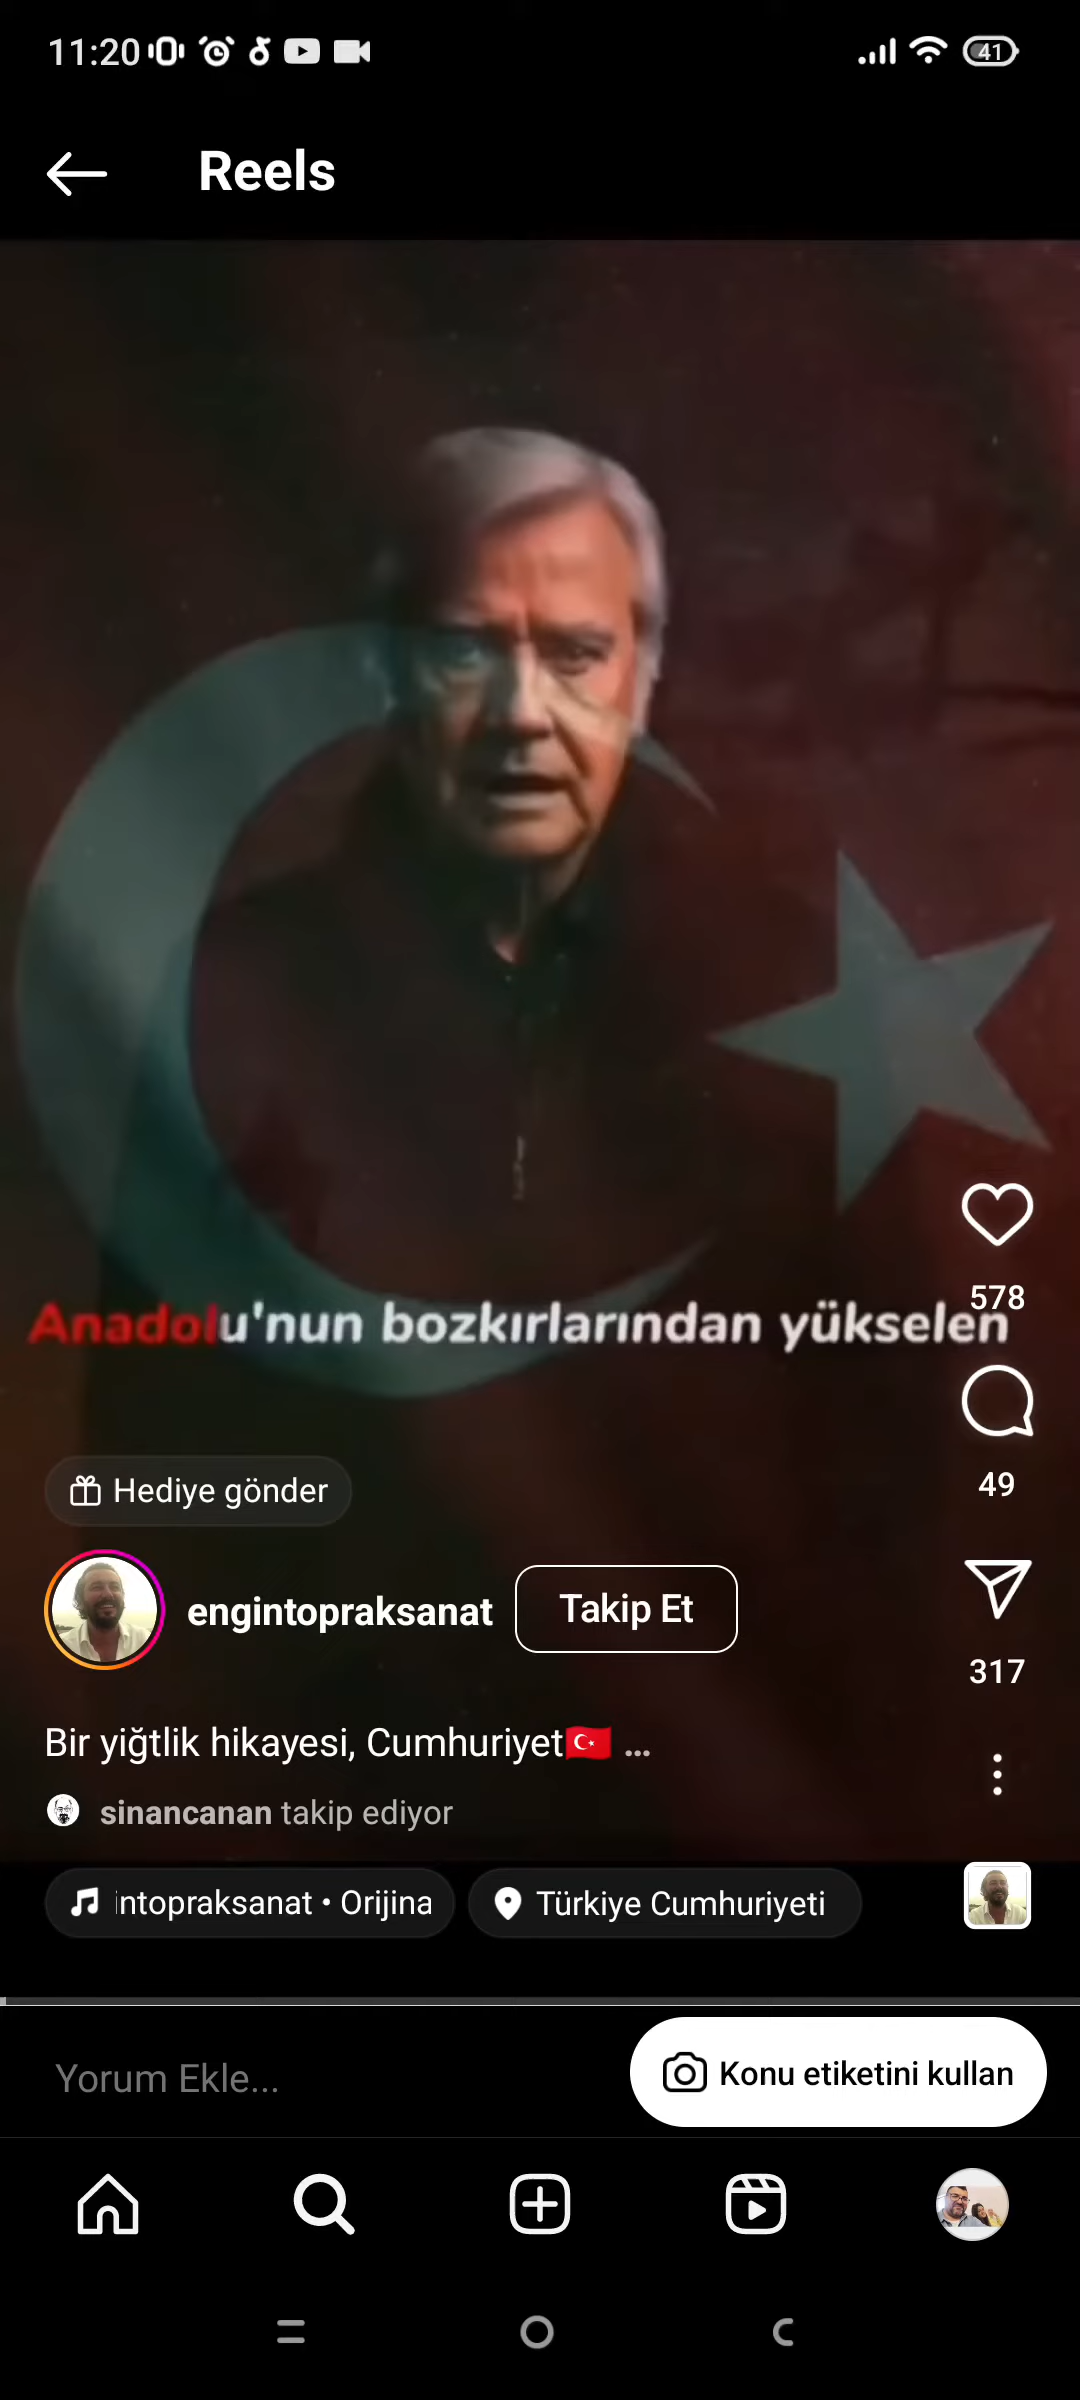 11:20
41
Reels
Anadolu'nun bozkırlarından yükselen
578
49
Hediye gönder
engintopraksanat
Takip Et
317
Bir yiğtlik hikayesi, Cumhuriyet🇹🇷 ...
sinancanan takip ediyor
intopraksanat • Orijina
Türkiye Cumhuriyeti
Yorum Ekle...
Konu etiketini kullan